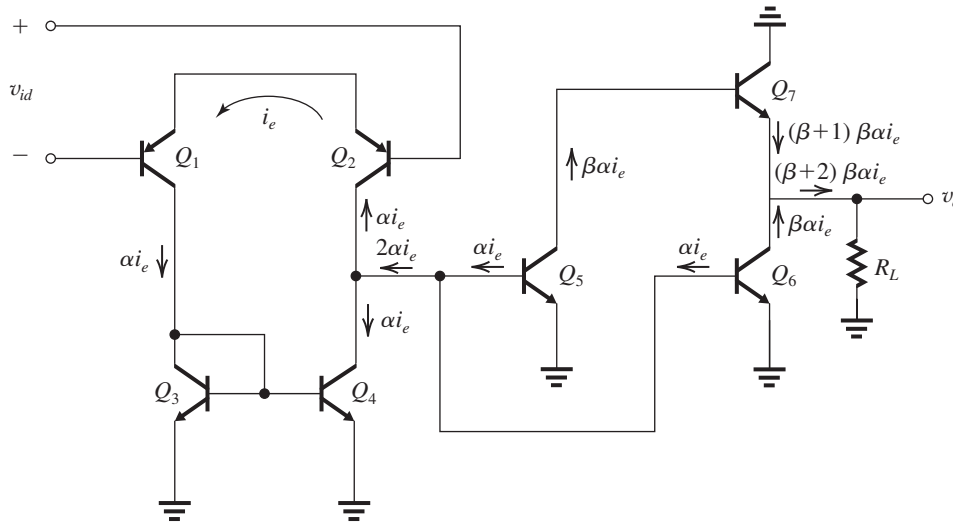 +
v_id
−
i_e
Q_1
Q_2
Q_7
(β+1) βαi_e
(β+2) βαi_e
βαi_e
v
αi_e
αi_e
2αi_e
αi_e
Q_5
αi_e
βαi_e
Q_6
R_L
αi_e
Q_3
Q_4